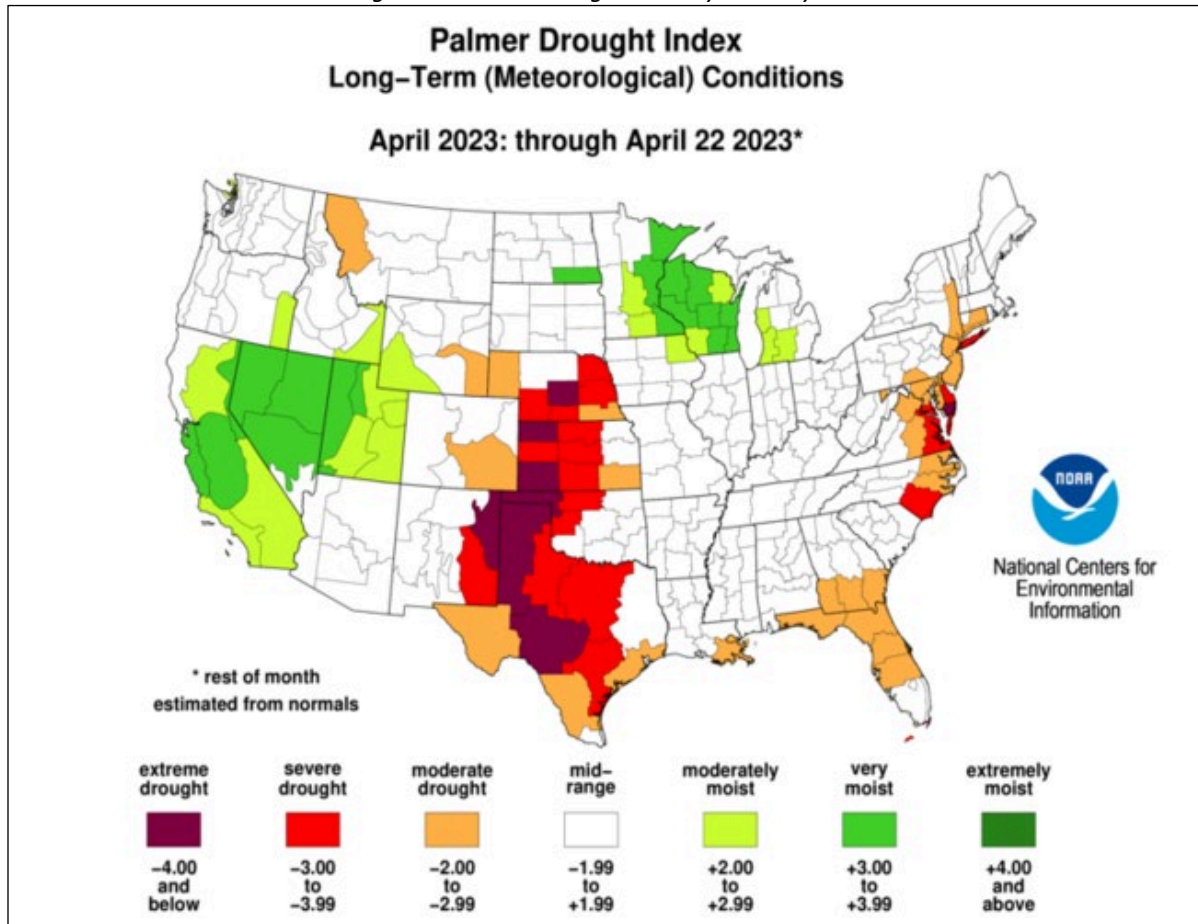 Palmer Drought Index
Long–Term (Meteorological) Conditions
April 2023: through April 22 2023*
NOAA
National Centers for
Environmental
Information
* rest of month
estimated from normals
extreme drought
severe drought
moderate drought
mid–range
moderately moist
very moist
extremely moist
–4.00 and below
–3.00 to –3.99
–2.00 to –2.99
–1.99 to +1.99
+2.00 to +2.99
+3.00 to +3.99
+4.00 and above